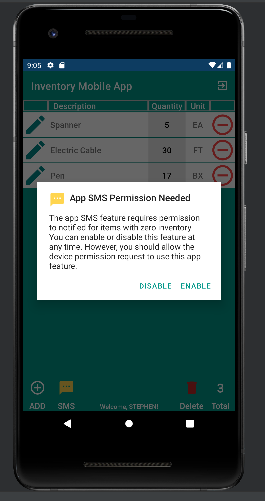 9:05
Inventory Mobile App
Description Quantity Unit
Spanner 5 EA
Electric Cable 30 FT
Pen 17 BX
App SMS Permission Needed
The app SMS feature requires permission
to notified for items with zero inventory.
You can enable or disable this feature at
any time. However, you should allow the
device permission request to use this app
feature.
DISABLE ENABLE
3
ADD SMS Welcome, STEPHEN! Delete Total